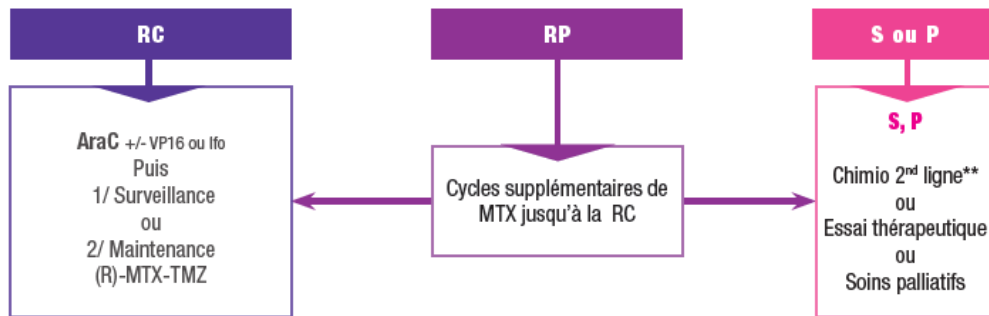 RC
AraC +/- VP16 ou Ifo
Puis
1/ Surveillance
ou
2/ Maintenance
(R)-MTX-TMZ
RP
Cycles supplémentaires de
MTX jusqu'à la RC
S ou P
S, P
Chimio 2nd ligne**
ou
Essai thérapeutique
ou
Soins palliatifs